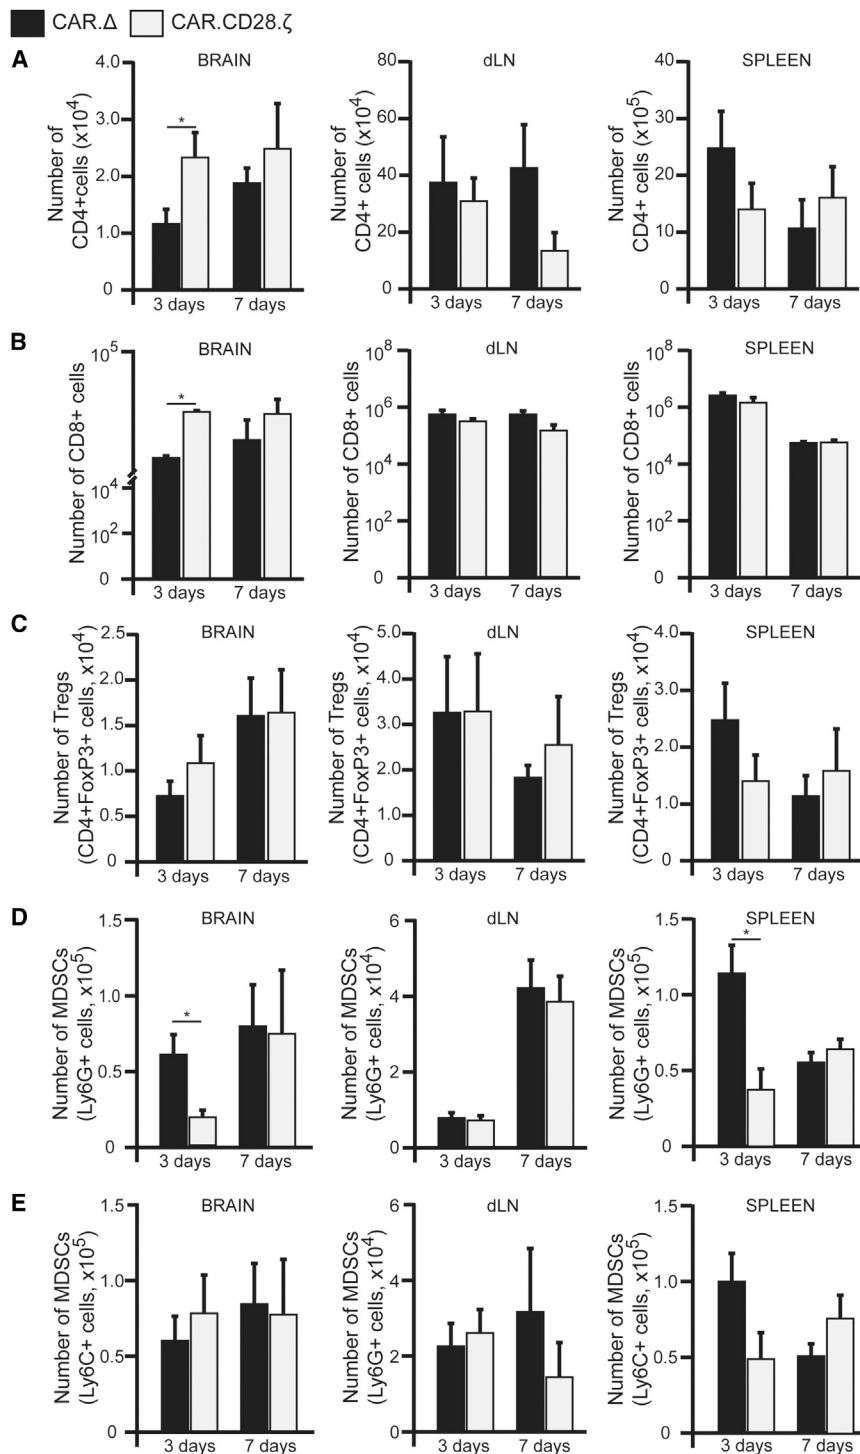 CAR.Δ CAR.CD28.ζ
A
BRAIN
Number of
CD4+cells (x10⁴)
4.0
3.0
2.0
1.0
0
*
3 days 7 days
dLN
Number of
CD4+ cells (x10⁴)
80
60
40
20
0
3 days 7 days
SPLEEN
Number of
CD4+ cells (x10⁵)
40
30
20
10
0
3 days 7 days
B
BRAIN
Number of CD8+ cells
10⁵
10⁴
10²
0
*
3 days 7 days
dLN
Number of CD8+ cells
10⁸
10⁶
10⁴
10²
0
3 days 7 days
SPLEEN
Number of CD8+ cells
10⁸
10⁶
10⁴
10²
0
3 days 7 days
C
BRAIN
Number of Tregs
(CD4+FoxP3+ cells, x10⁴)
2.5
2.0
1.5
1.0
0.5
0
3 days 7 days
dLN
Number of Tregs
(CD4+FoxP3+ cells, x10⁴)
5.0
4.0
3.0
2.0
1.0
0
3 days 7 days
SPLEEN
Number of Tregs
(CD4+FoxP3+ cells, x10⁴)
4.0
3.0
2.0
1.0
0
3 days 7 days
D
BRAIN
Number of MDSCs
(Ly6G+ cells, x10⁵)
1.5
1.0
0.5
0
*
3 days 7 days
dLN
Number of MDSCs
(Ly6G+ cells, x10⁴)
6
4
2
0
3 days 7 days
SPLEEN
Number of MDSCs
(Ly6G+ cells, x10⁵)
1.5
1.0
0.5
0
*
3 days 7 days
E
BRAIN
Number of MDSCs
(Ly6C+ cells, x10⁵)
1.5
1.0
0.5
0
3 days 7 days
dLN
Number of MDSCs
(Ly6G+ cells, x10⁴)
6
4
2
0
3 days 7 days
SPLEEN
Number of MDSCs
(Ly6C+ cells, x10⁵)
1.5
1.0
0.5
0
3 days 7 days